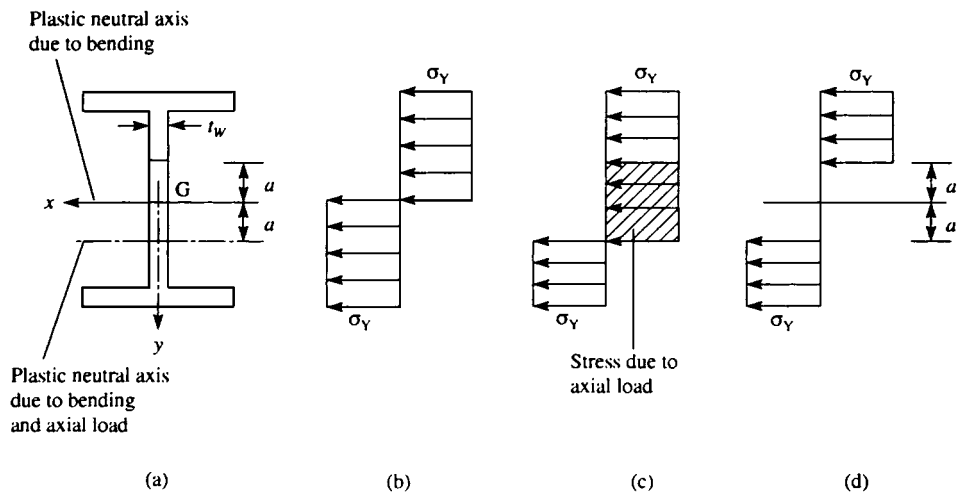 Plastic neutral axis
due to bending
t_W
G
x
a
a
y
Plastic neutral axis
due to bending
and axial load
(a)
σ_Y
σ_Y
(b)
σ_Y
σ_Y
Stress due to
axial load
(c)
σ_Y
a
a
σ_Y
(d)